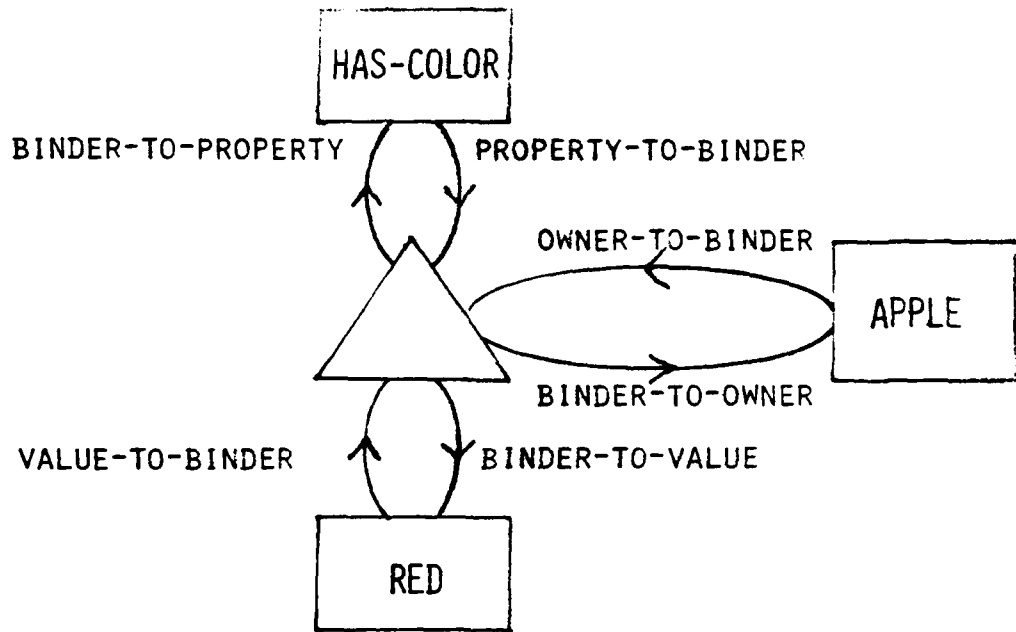 HAS-COLOR
BINDER-TO-PROPERTY
PROPERTY-TO-BINDER
OWNER-TO-BINDER
APPLE
BINDER-TO-OWNER
VALUE-TO-BINDER
BINDER-TO-VALUE
RED